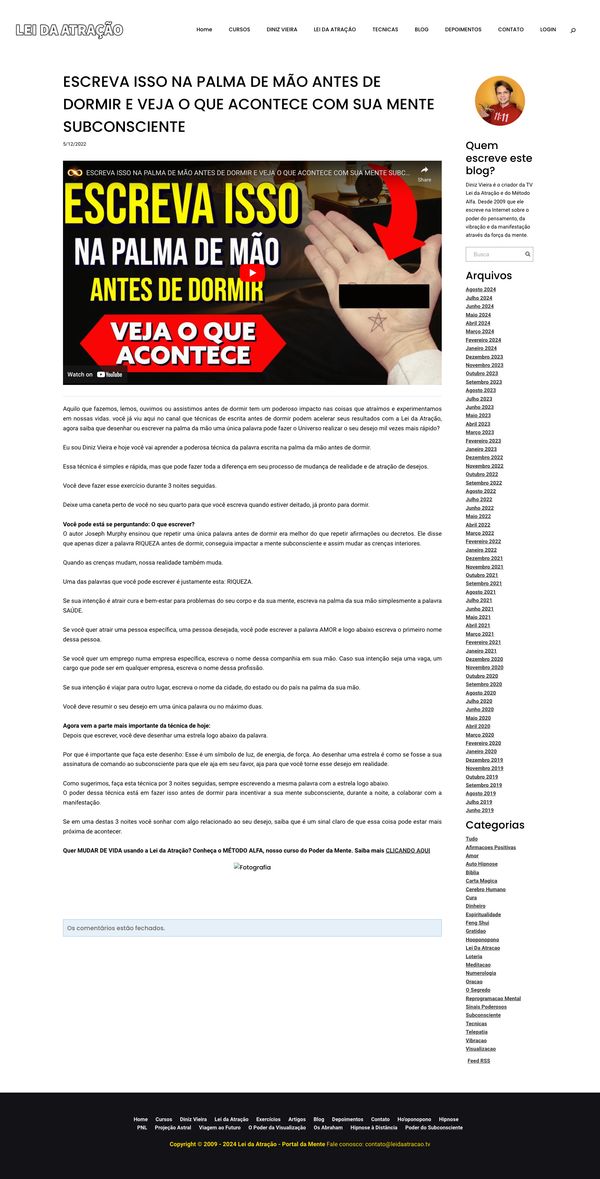 LEI DA ATRAÇÃO
Home CURSOS DINIZ VIEIRA LEI DA ATRAÇÃO TECNICAS BLOG DEPOIMENTOS CONTATO LOGIN
ESCREVA ISSO NA PALMA DE MÃO ANTES DE
DORMIR E VEJA O QUE ACONTECE COM SUA MENTE
SUBCONSCIENTE
5/12/2022
ESCREVA ISSO NA PALMA DE MÃO ANTES DE DORMIR E VEJA O QUE ACONTECE COM SUA MENTE SUBC...
Share
ESCREVA ISSO
NA PALMA DE MÃO
ANTES DE DORMIR
VEJA O QUE
ACONTECE
Watch on YouTube
Aquilo que fazemos, lemos, ouvimos ou assistimos antes de dormir tem um poderoso impacto nas coisas que atraímos e experimentamos
em nossas vidas. você já viu aqui no canal que técnicas de escrita antes de dormir podem acelerar seus resultados com a Lei da Atração,
agora saiba que desenhar ou escrever na palma da mão uma única palavra pode fazer o Universo realizar o seu desejo mil vezes mais rápido?
Eu sou Diniz Vieira e hoje você vai aprender a poderosa técnica da palavra escrita na palma da mão antes de dormir.
Essa técnica é simples e rápida, mas que pode fazer toda a diferença em seu processo de mudança de realidade e de atração de desejos.
Você deve fazer esse exercício durante 3 noites seguidas.
Deixe uma caneta perto de você no seu quarto para que você escreva quando estiver deitado, já pronto para dormir.
Você pode está se perguntando: O que escrever?
O autor Joseph Murphy ensinou que repetir uma única palavra antes de dormir era melhor do que repetir afirmações ou decretos. Ele disse
que apenas dizer a palavra RIQUEZA antes de dormir, conseguia impactar a mente subconsciente e assim mudar as crenças interiores.
Quando as crenças mudam, nossa realidade também muda.
Uma das palavras que você pode escrever é justamente esta: RIQUEZA.
Se sua intenção é atrair cura e bem-estar para problemas do seu corpo e da sua mente, escreva na palma da sua mão simplesmente a palavra
SAÚDE.
Se você quer atrair uma pessoa específica, uma pessoa desejada, você pode escrever a palavra AMOR e logo abaixo escreva o primeiro nome
dessa pessoa.
Se você quer um emprego numa empresa específica, escreva o nome dessa companhia em sua mão. Caso sua intenção seja uma vaga, um
cargo que pode ser em qualquer empresa, escreva o nome dessa profissão.
Se sua intenção é viajar para outro lugar, escreva o nome da cidade, do estado ou do país na palma da sua mão.
Você deve resumir o seu desejo em uma única palavra ou no máximo duas.
Agora vem a parte mais importante da técnica de hoje:
Depois que escrever, você deve desenhar uma estrela logo abaixo da palavra.
Por que é importante que faça este desenho: Esse é um símbolo de luz, de energia, de força. Ao desenhar uma estrela é como se fosse a sua
assinatura de comando ao subconsciente para que ele aja em seu favor, aja para que você torne esse desejo em realidade.
Como sugerimos, faça esta técnica por 3 noites seguidas, sempre escrevendo a mesma palavra com a estrela logo abaixo.
O poder dessa técnica está em fazer isso antes de dormir para incentivar a sua mente subconsciente, durante a noite, a colaborar com a
manifestação.
Se em uma destas 3 noites você sonhar com algo relacionado ao seu desejo, saiba que é um sinal claro de que essa coisa pode estar mais
próxima de acontecer.
Quer MUDAR DE VIDA usando a Lei da Atração? Conheça o MÉTODO ALFA, nosso curso do Poder da Mente. Saiba mais CLICANDO AQUI
Fotografia
Os comentários estão fechados.
11:11
Quem
escreve este
blog?
Diniz Vieira é o criador da TV
Lei da Atração e do Método
Alfa. Desde 2009 que ele
escreve na Internet sobre o
poder do pensamento, da
vibração e da manifestação
através da força da mente.
Busca
Arquivos
Agosto 2024
Julho 2024
Junho 2024
Maio 2024
Abril 2024
Março 2024
Fevereiro 2024
Janeiro 2024
Dezembro 2023
Novembro 2023
Outubro 2023
Setembro 2023
Agosto 2023
Julho 2023
Junho 2023
Maio 2023
Abril 2023
Março 2023
Fevereiro 2023
Janeiro 2023
Dezembro 2022
Novembro 2022
Outubro 2022
Setembro 2022
Agosto 2022
Julho 2022
Junho 2022
Maio 2022
Abril 2022
Março 2022
Fevereiro 2022
Janeiro 2022
Dezembro 2021
Novembro 2021
Outubro 2021
Setembro 2021
Agosto 2021
Julho 2021
Junho 2021
Maio 2021
Abril 2021
Março 2021
Fevereiro 2021
Janeiro 2021
Dezembro 2020
Novembro 2020
Outubro 2020
Setembro 2020
Agosto 2020
Julho 2020
Junho 2020
Maio 2020
Abril 2020
Março 2020
Fevereiro 2020
Janeiro 2020
Dezembro 2019
Novembro 2019
Outubro 2019
Setembro 2019
Agosto 2019
Julho 2019
Junho 2019
Categorias
Tudo
Afirmacoes Positivas
Amor
Auto Hipnose
Biblia
Carta Magica
Cerebro Humano
Cura
Dinheiro
Espiritualidade
Feng Shui
Gratidao
Hooponopono
Lei Da Atracao
Loteria
Meditacao
Numerologia
Oracao
O Segredo
Reprogramacao Mental
Sinais Poderosos
Subconsciente
Tecnicas
Telepatia
Vibracao
Visualizacao
Feed RSS
Home Cursos Diniz Vieira Lei da Atração Exercícios Artigos Blog Depoimentos Contato Ho'oponopono Hipnose
PNL Projeção Astral Viagem ao Futuro O Poder da Visualização Os Abraham Hipnose à Distância Poder do Subconsciente
Copyright © 2009 - 2024 Lei da Atração - Portal da Mente Fale conosco: contato@leidaatracao.tv